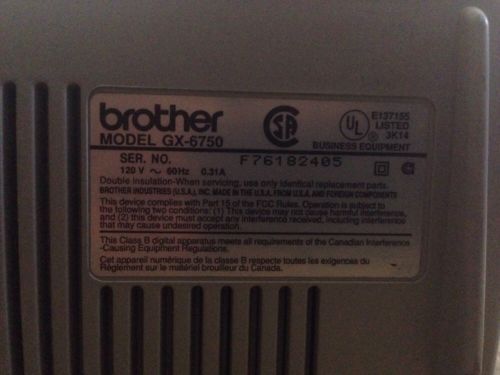 brother
MODEL GX-6750
SER. NO. F76182405
120 V ~ 60Hz 0.31A
CSA
UL
E137155
LISTED
3K14
BUSINESS EQUIPMENT
Double insulation-When servicing, use only identical replacement parts.
BROTHER INDUSTRIES (U.S.A.), INC. MADE IN THE U.S.A. FROM U.S.A. AND FOREIGN COMPONENTS
This device complies with Part 15 of the FCC Rules. Operation is subject to
the following two conditions: (1) This device may not cause harmful interference,
and (2) this device must accept any interference received, including interference
that may cause undesired operation.
This Class B digital apparatus meets all requirements of the Canadian Interference
-Causing Equipment Regulations.
Cet appareil numérique de la classe B respecte toutes les exigences du
Règlement sur le matériel brouilleur du Canada.